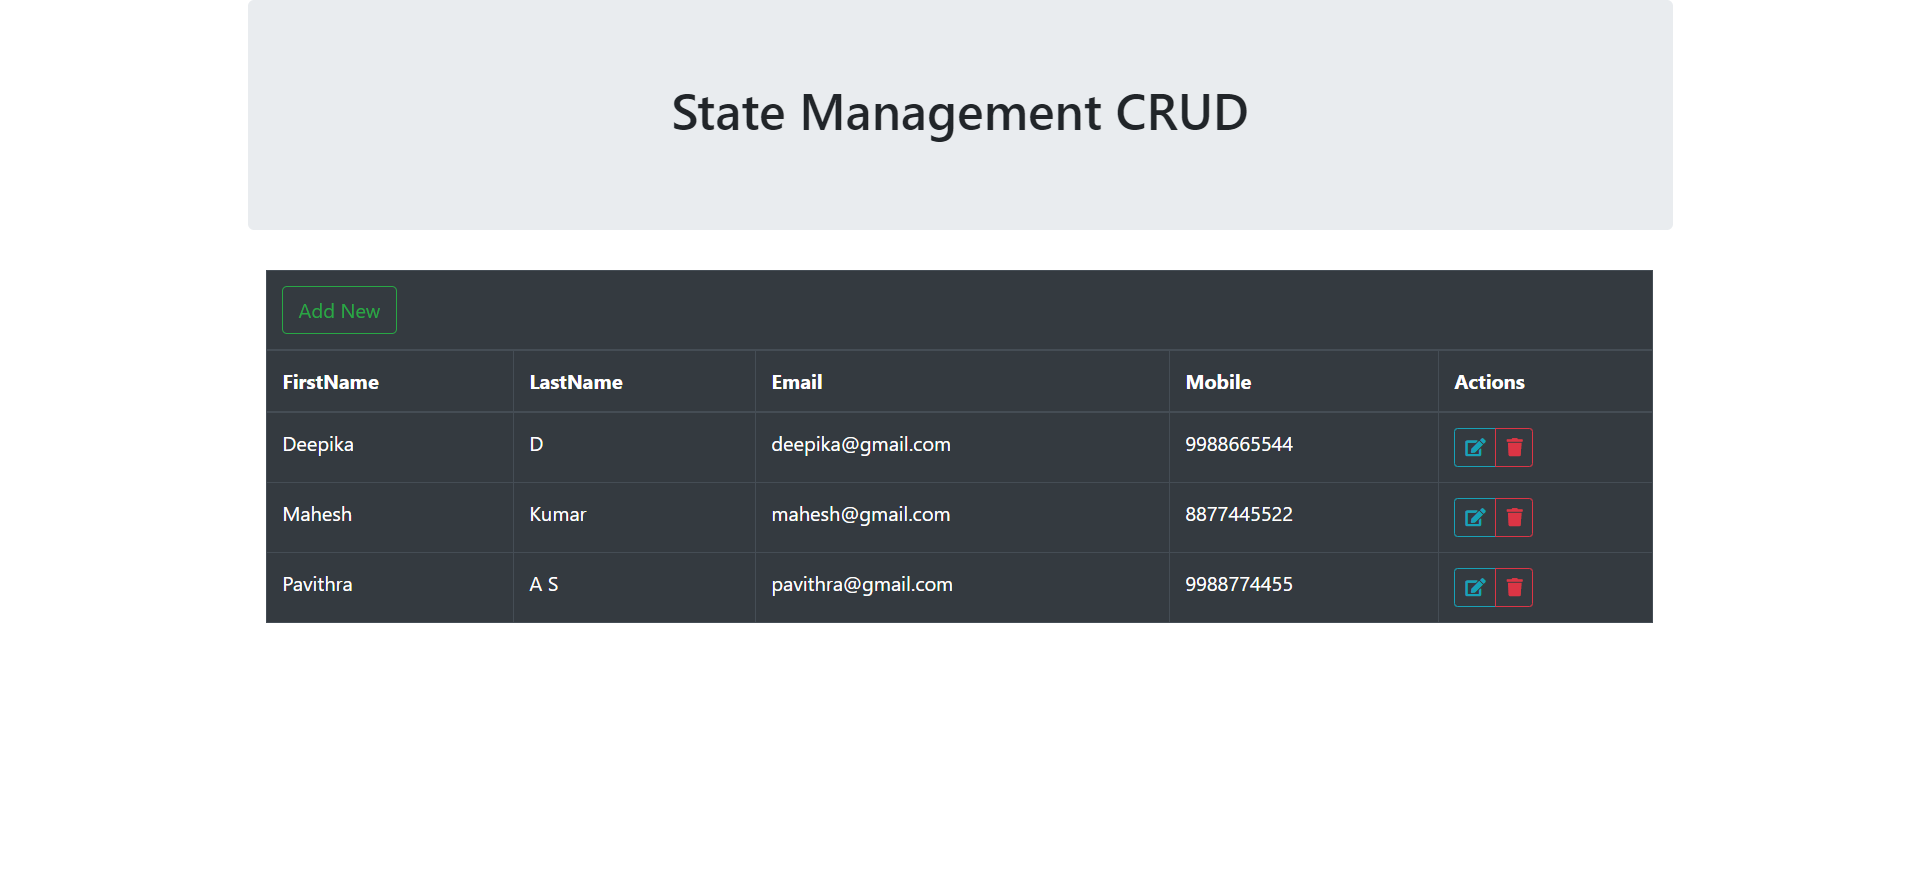 State Management CRUD
Add New
FirstName LastName Email Mobile Actions
Deepika D deepika@gmail.com 9988665544
Mahesh Kumar mahesh@gmail.com 8877445522
Pavithra A S pavithra@gmail.com 9988774455